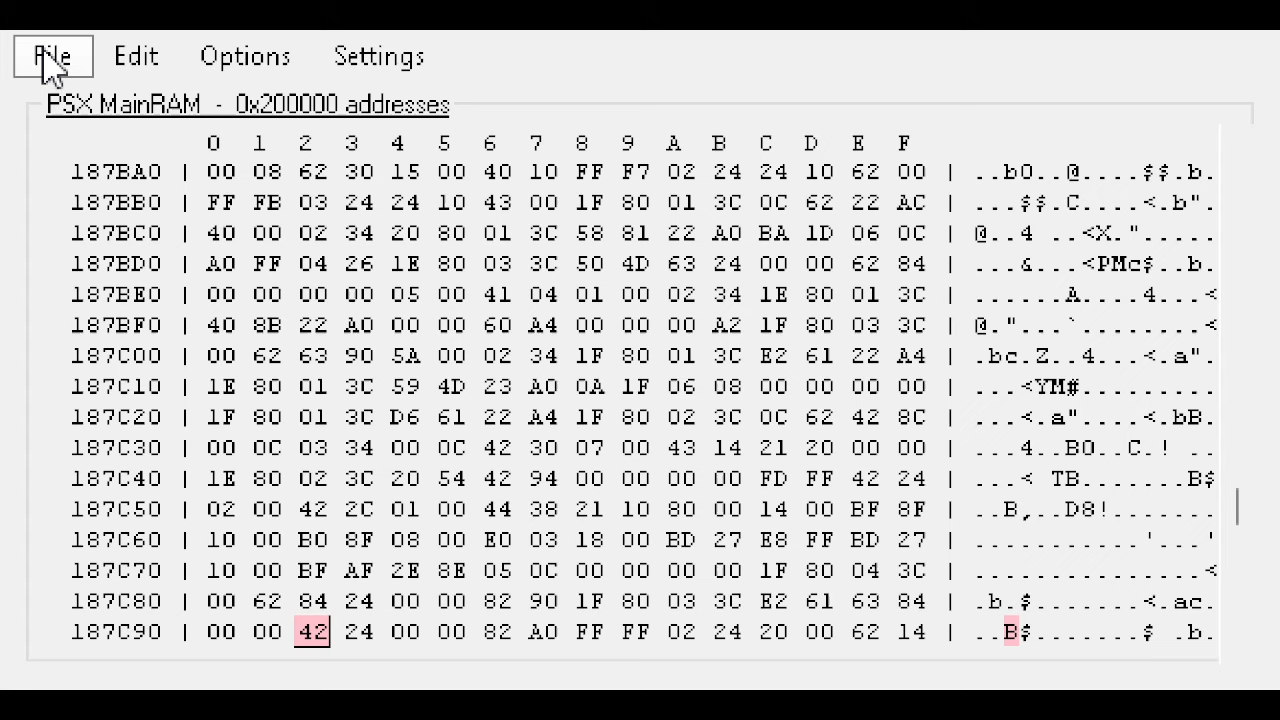 File Edit Options Settings
PSX MainRAM - 0x200000 addresses
0 1 2 3 4 5 6 7 8 9 A B C D E F
187BA0 | 00 08 62 30 15 00 40 10 FF F7 02 24 24 10 62 00 | ..b0..@....$$.b.
187BB0 | FF FB 03 24 24 10 43 00 1F 80 01 3C 0C 62 22 AC | ...$$.C....<.b".
187BC0 | 40 00 02 34 20 80 01 3C 58 81 22 A0 BA 1D 06 0C | @..4 ..<X.".....
187BD0 | A0 FF 04 26 1E 80 03 3C 50 4D 63 24 00 00 62 84 | ...&...<PMc$..b.
187BE0 | 00 00 00 00 05 00 41 04 01 00 02 34 1E 80 01 3C | ......A....4...<
187BF0 | 40 8B 22 A0 00 00 60 A4 00 00 00 A2 1F 80 03 3C | @."...`........<
187C00 | 00 62 63 90 5A 00 02 34 1F 80 01 3C E2 61 22 A4 | .bc.Z..4...<.a".
187C10 | 1E 80 01 3C 59 4D 23 A0 0A 1F 06 08 00 00 00 00 | ...<YM#.........
187C20 | 1F 80 01 3C D6 61 22 A4 1F 80 02 3C 0C 62 42 8C | ...<.a"....<.bB.
187C30 | 00 0C 03 34 00 0C 42 30 07 00 43 14 21 20 00 00 | ...4..B0..C.! ..
187C40 | 1E 80 02 3C 20 54 42 94 00 00 00 00 FD FF 42 24 | ...< TB.......B$
187C50 | 02 00 42 2C 01 00 44 38 21 10 80 00 14 00 BF 8F | ..B,..D8!.......
187C60 | 10 00 B0 8F 08 00 E0 03 18 00 BD 27 E8 FF BD 27 | ...........'...'
187C70 | 10 00 BF AF 2E 8E 05 0C 00 00 00 00 1F 80 04 3C | ...............<
187C80 | 00 62 84 24 00 00 82 90 1F 80 03 3C E2 61 63 84 | .b.$.......<.ac.
187C90 | 00 00 42 24 00 00 82 A0 FF FF 02 24 20 00 62 14 | ..B$.......$ .b.